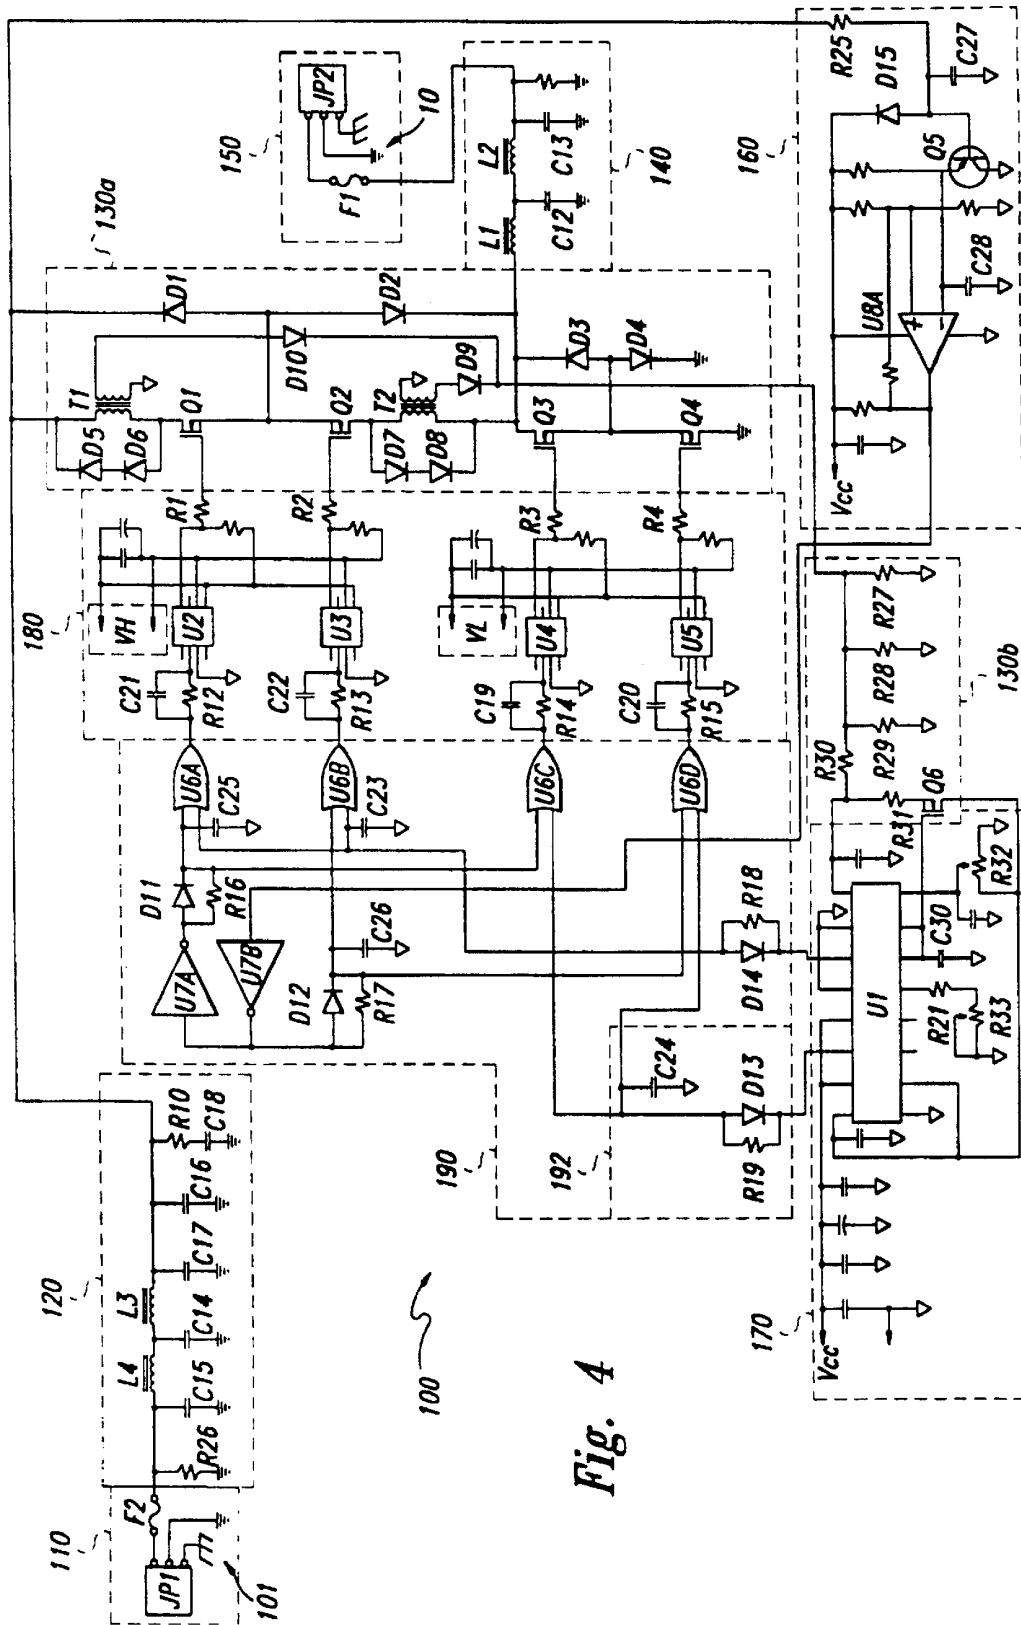 110
JP1
F2
101
120
R26
L4
C15
L3
C14
C17
C16
R10
C18
100
Fig. 4
190
192
U7A
U7B
D11
R16
D12
R17
C26
C25
C23
U6A
U6B
U6C
U6D
C24
D13
R19
D14
R18
180
VH
VL
C21
R12
U2
R1
C22
R13
U3
R2
C19
R14
U4
R3
C20
R15
U5
R4
130a
T1
D5
D6
Q1
D1
D10
Q2
D2
T2
D7
D8
D9
Q3
D3
D4
Q4
150
JP2
F1
10
140
L1
L2
C12
C13
160
R25
D15
C27
Q5
C28
U8A
+
−
Vcc
130b
R27
R28
R29
R30
R31
Q6
170
Vcc
U1
R21
R33
C30
R32